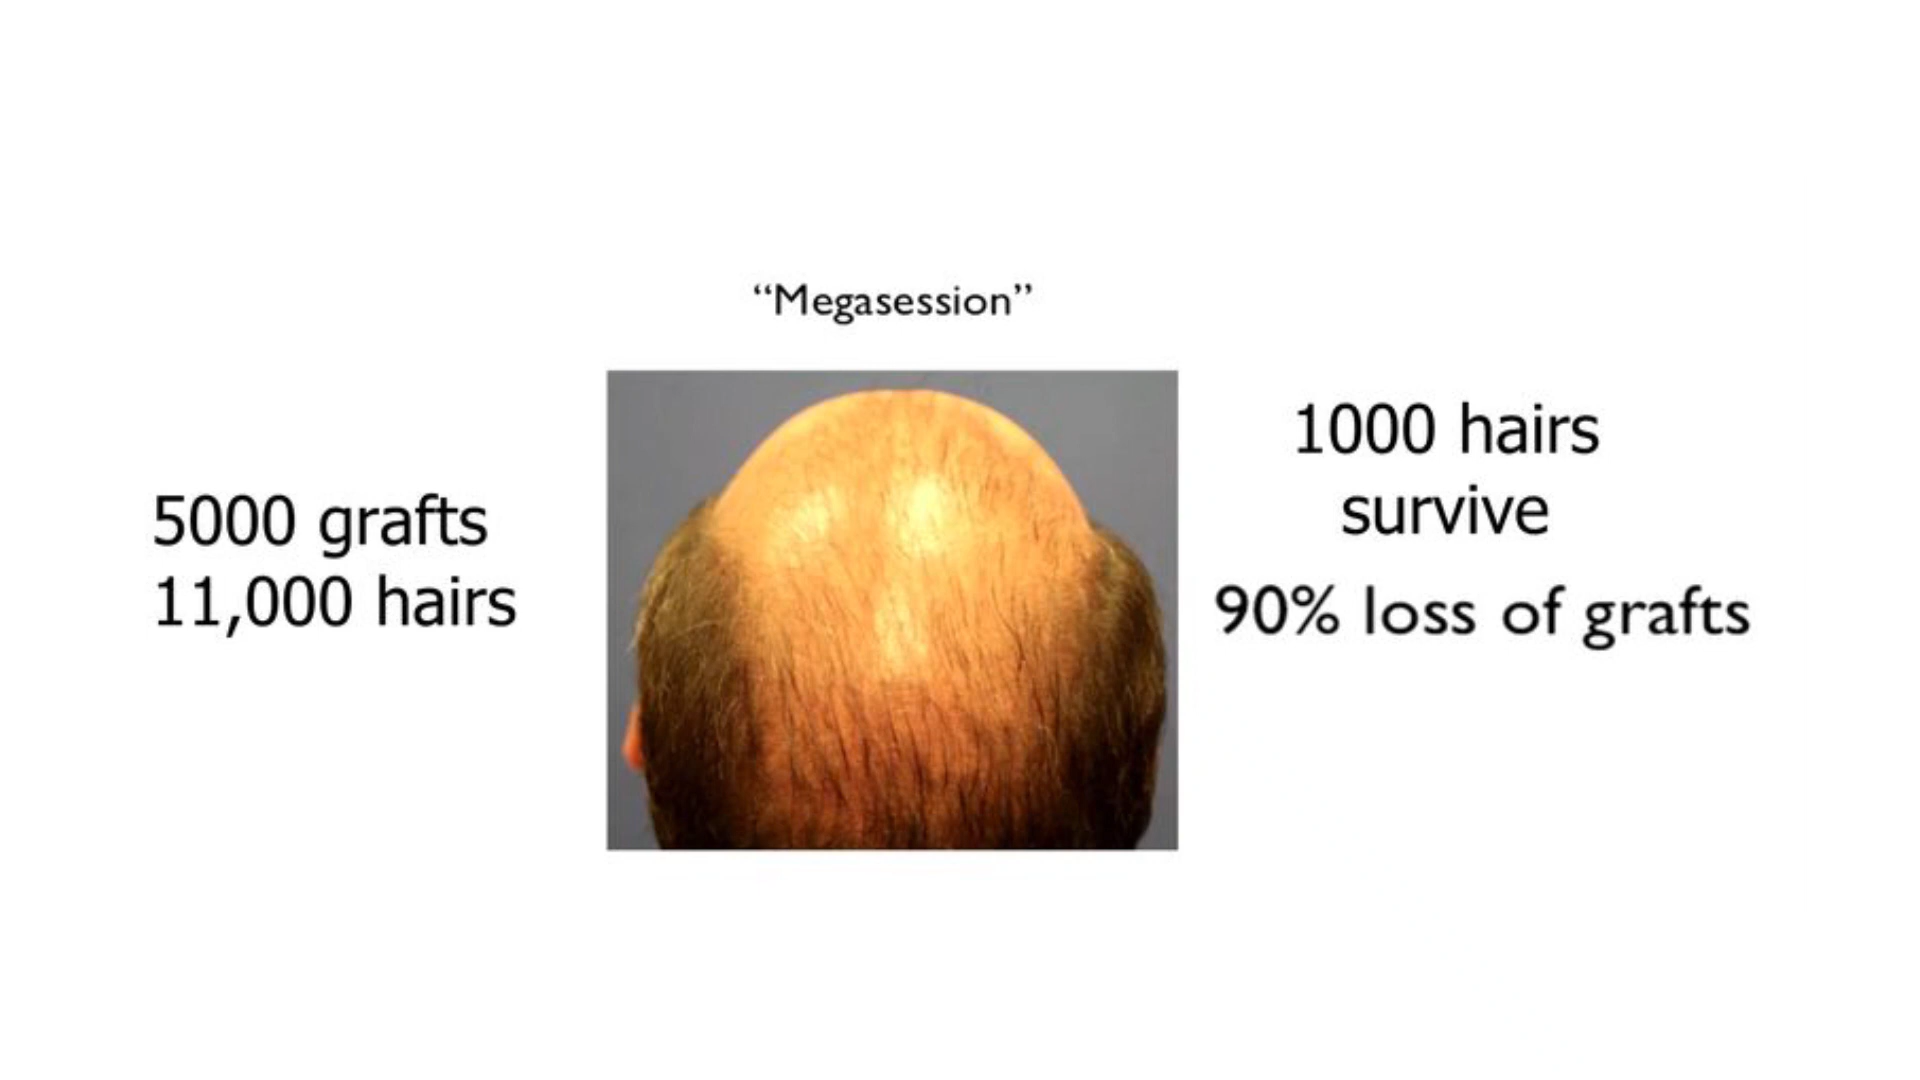 “Megasession”
5000 grafts
11,000 hairs
1000 hairs
survive
90% loss of grafts